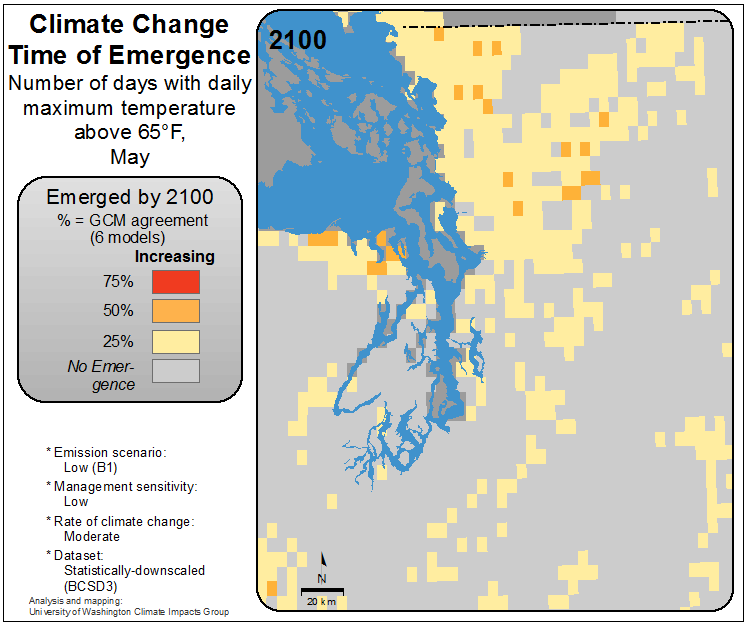 Climate Change
Time of Emergence
Number of days with daily
maximum temperature
above 65°F,
May
Emerged by 2100
% = GCM agreement
(6 models)
Increasing
75%
50%
25%
No Emer-
gence
* Emission scenario:
Low (B1)
* Management sensitivity:
Low
* Rate of climate change:
Moderate
* Dataset:
Statistically-downscaled
(BCSD3)
Analysis and mapping:
University of Washington Climate Impacts Group
2100
N
20 km